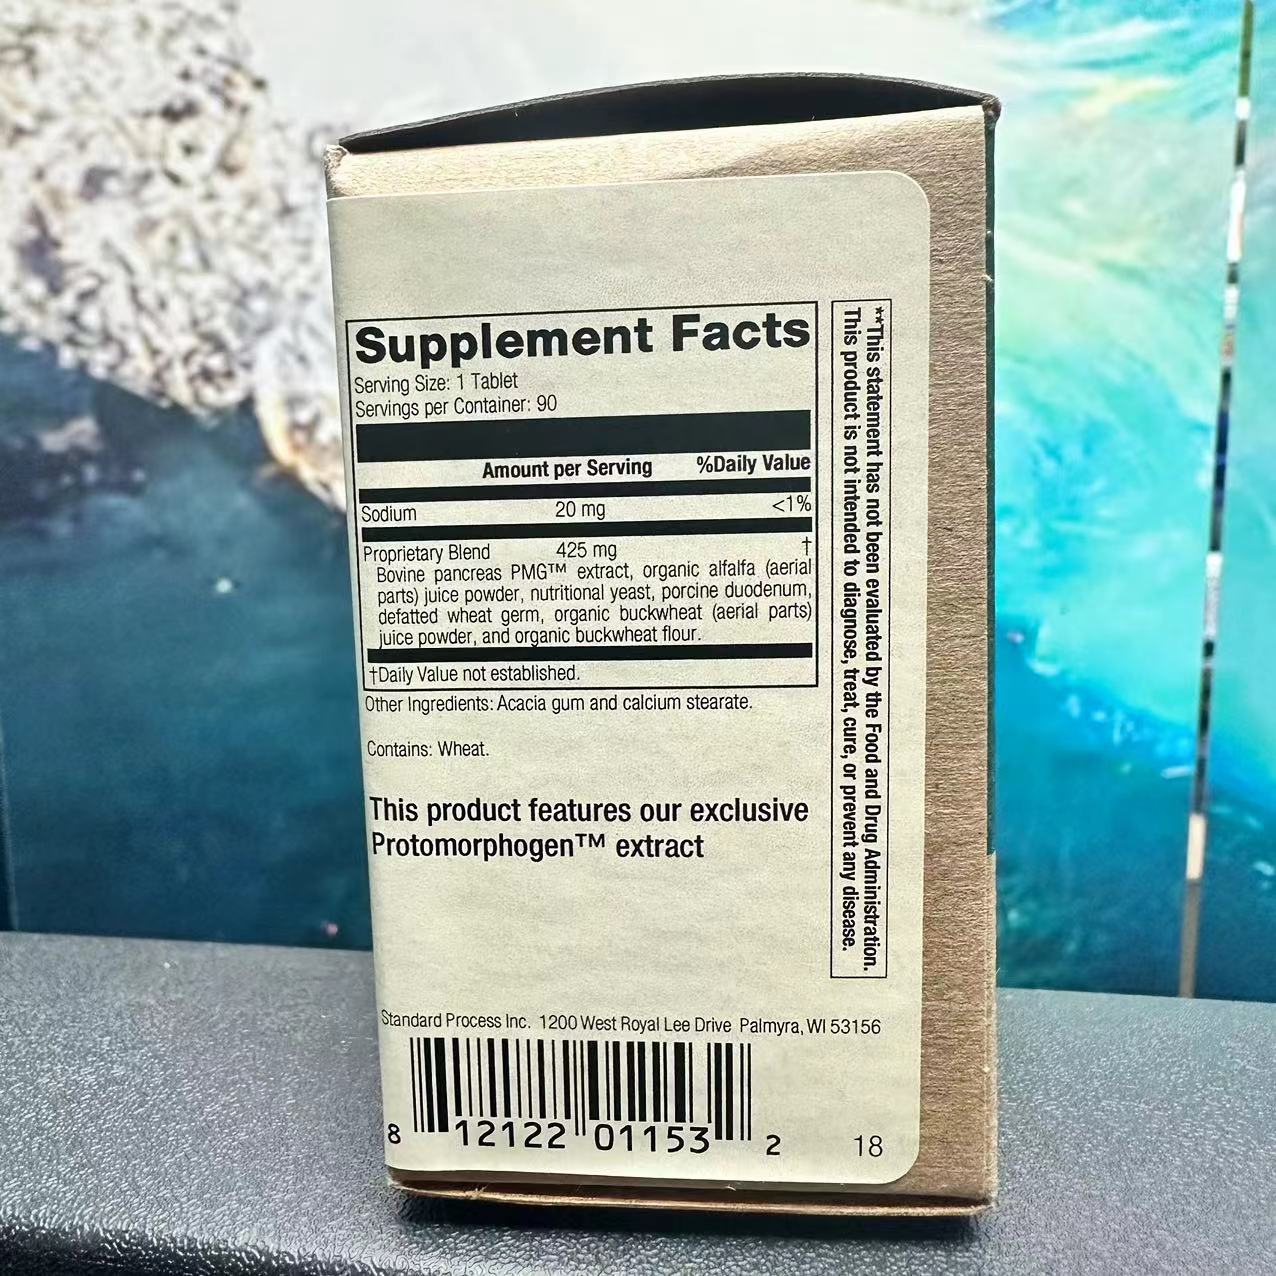 Supplement Facts
Serving Size: 1 Tablet
Servings per Container: 90
Amount per Serving %Daily Value
Sodium 20 mg <1%
Proprietary Blend 425 mg †
Bovine pancreas PMG™ extract, organic alfalfa (aerial
parts) juice powder, nutritional yeast, porcine duodenum,
defatted wheat germ, organic buckwheat (aerial parts)
juice powder, and organic buckwheat flour.
†Daily Value not established.
Other Ingredients: Acacia gum and calcium stearate.
Contains: Wheat.
This product features our exclusive
Protomorphogen™ extract
**This statement has not been evaluated by the Food and Drug Administration.
This product is not intended to diagnose, treat, cure, or prevent any disease.
Standard Process Inc. 1200 West Royal Lee Drive Palmyra, WI 53156
8 12122 01153 2
18